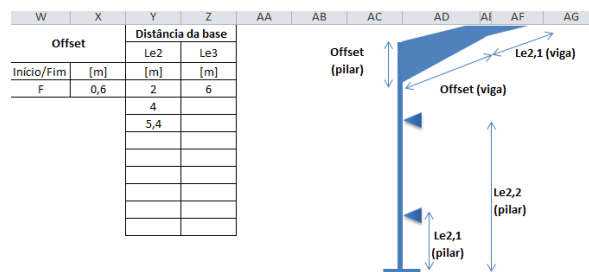 W X Y Z AA AB AC AD AE AF AG
Offset Distância da base
Le2 Le3
Início/Fim [m] [m] [m]
F 0,6 2 6
4
5,4
Offset
(pilar)
Le2,1 (viga)
Offset (viga)
Le2,2
(pilar)
Le2,1
(pilar)